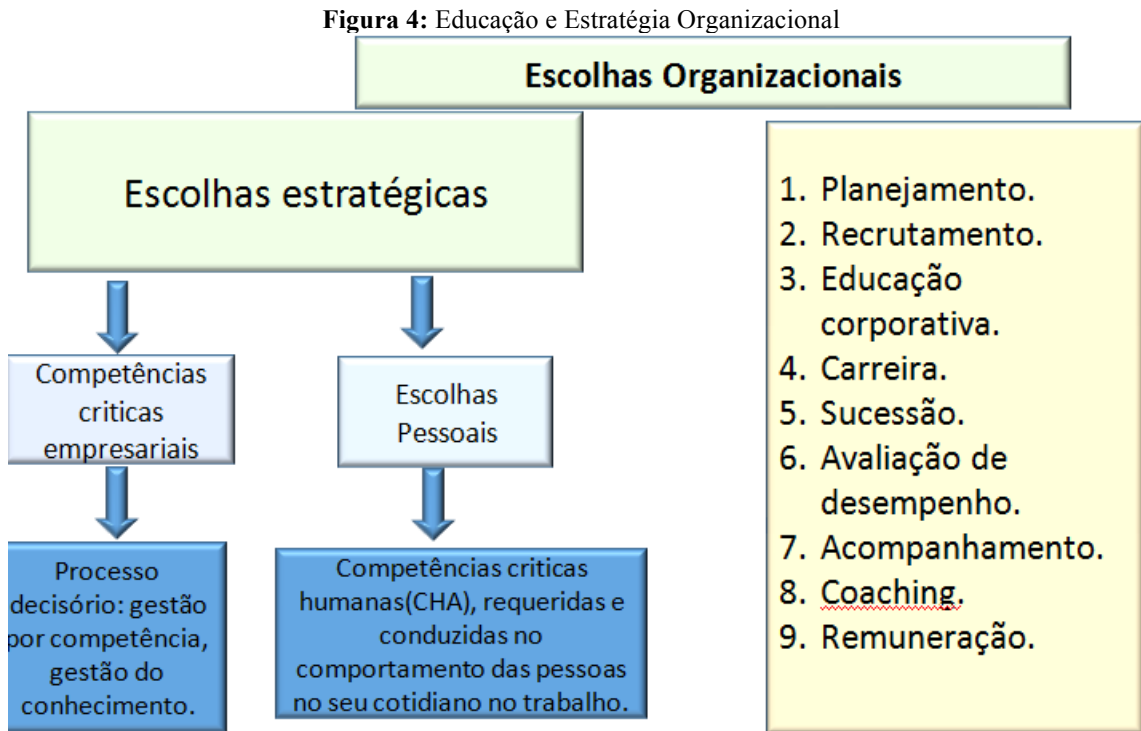 Figura 4: Educação e Estratégia Organizacional
Escolhas Organizacionais
Escolhas estratégicas
Competências
criticas
empresariais
Escolhas
Pessoais
Processo
decisório: gestão
por competência,
gestão do
conhecimento.
Competências criticas
humanas(CHA), requeridas e
conduzidas no
comportamento das pessoas
no seu cotidiano no trabalho.
1. Planejamento.
2. Recrutamento.
3. Educação
corporativa.
4. Carreira.
5. Sucessão.
6. Avaliação de
desempenho.
7. Acompanhamento.
8. Coaching.
9. Remuneração.